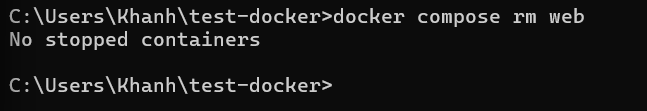 C:\Users\Khanh\test-docker>docker compose rm web
No stopped containers
C:\Users\Khanh\test-docker>